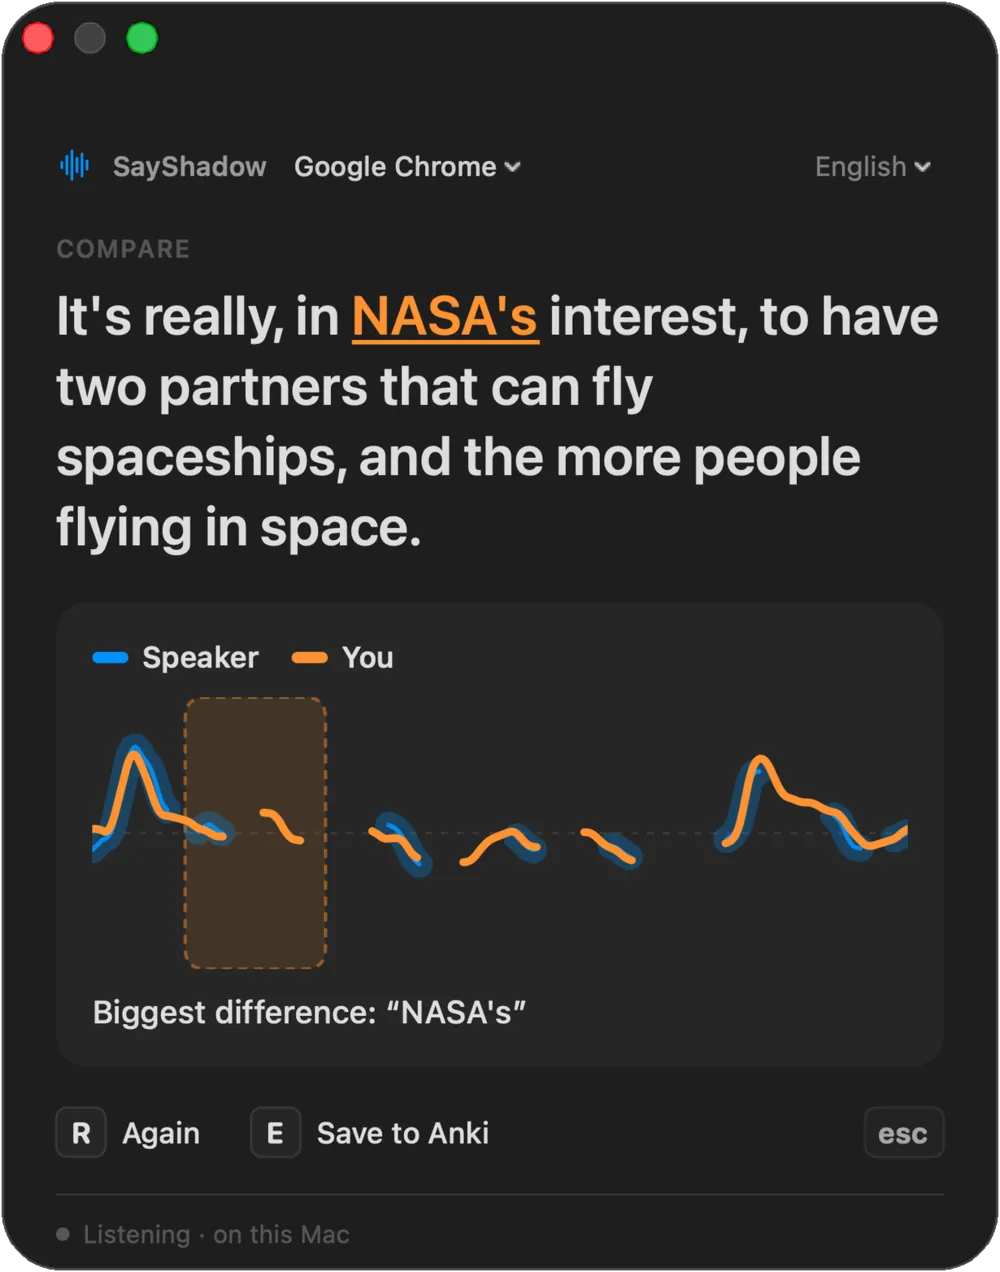 SayShadow Google Chrome English
COMPARE
It's really, in NASA's interest, to have
two partners that can fly
spaceships, and the more people
flying in space.
Speaker You
Biggest difference: “NASA's”
R Again E Save to Anki esc
Listening · on this Mac